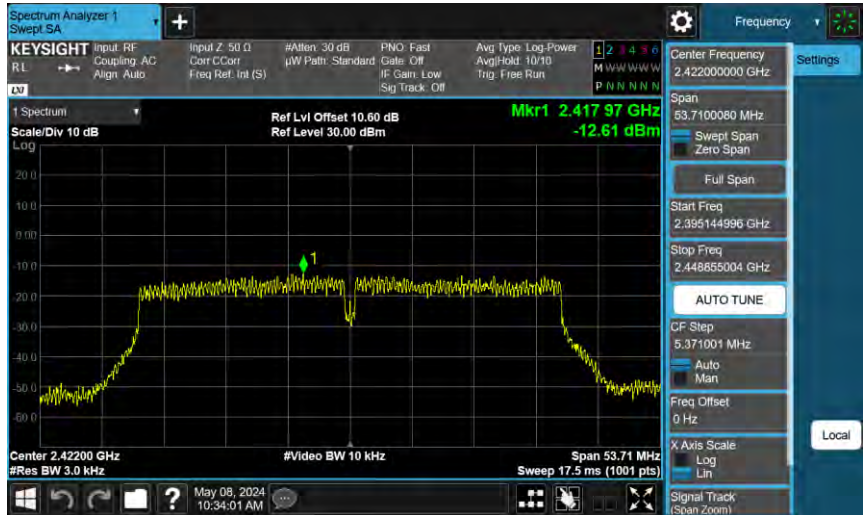 Spectrum Analyzer 1
Swept SA
+
Frequency
KEYSIGHT
RL
LXI
Input: RF
Coupling: AC
Align: Auto
Input Z: 50 Ω
Corr CCorr
Freq Ref: Int (S)
#Atten: 30 dB
µW Path: Standard
PNO: Fast
Gate: Off
IF Gain: Low
Sig Track: Off
Avg Type: Log-Power
Avg|Hold: 10/10
Trig: Free Run
1 2 3 4 5 6
M W W W W W
P N N N N N
1 Spectrum
Scale/Div 10 dB
Ref Lvl Offset 10.60 dB
Ref Level 30.00 dBm
Mkr1 2.417 97 GHz
-12.61 dBm
Log
20.0
10.0
0.00
-10.0
-20.0
-30.0
-40.0
-50.0
-60.0
1
Center 2.42200 GHz
#Res BW 3.0 kHz
#Video BW 10 kHz
Span 53.71 MHz
Sweep 17.5 ms (1001 pts)
Center Frequency
2.422000000 GHz
Span
53.7100080 MHz
Swept Span
Zero Span
Full Span
Start Freq
2.395144996 GHz
Stop Freq
2.448855004 GHz
AUTO TUNE
CF Step
5.371001 MHz
Auto
Man
Freq Offset
0 Hz
X Axis Scale
Log
Lin
Signal Track
(Span Zoom)
Settings
Local
?
May 08, 2024
10:34:01 AM